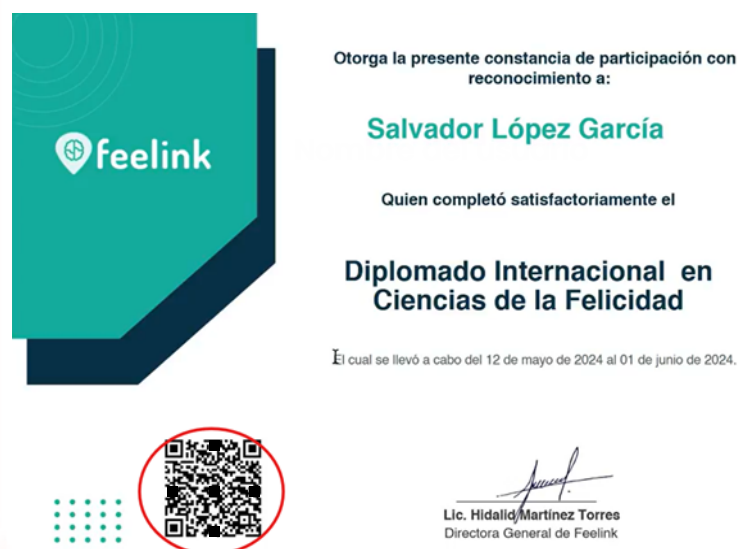 feelink
Otorga la presente constancia de participación con
reconocimiento a:
Salvador López García
Quien completó satisfactoriamente el
Diplomado Internacional en
Ciencias de la Felicidad
El cual se llevó a cabo del 12 de mayo de 2024 al 01 de junio de 2024.
Lic. Hidalid Martínez Torres
Directora General de Feelink